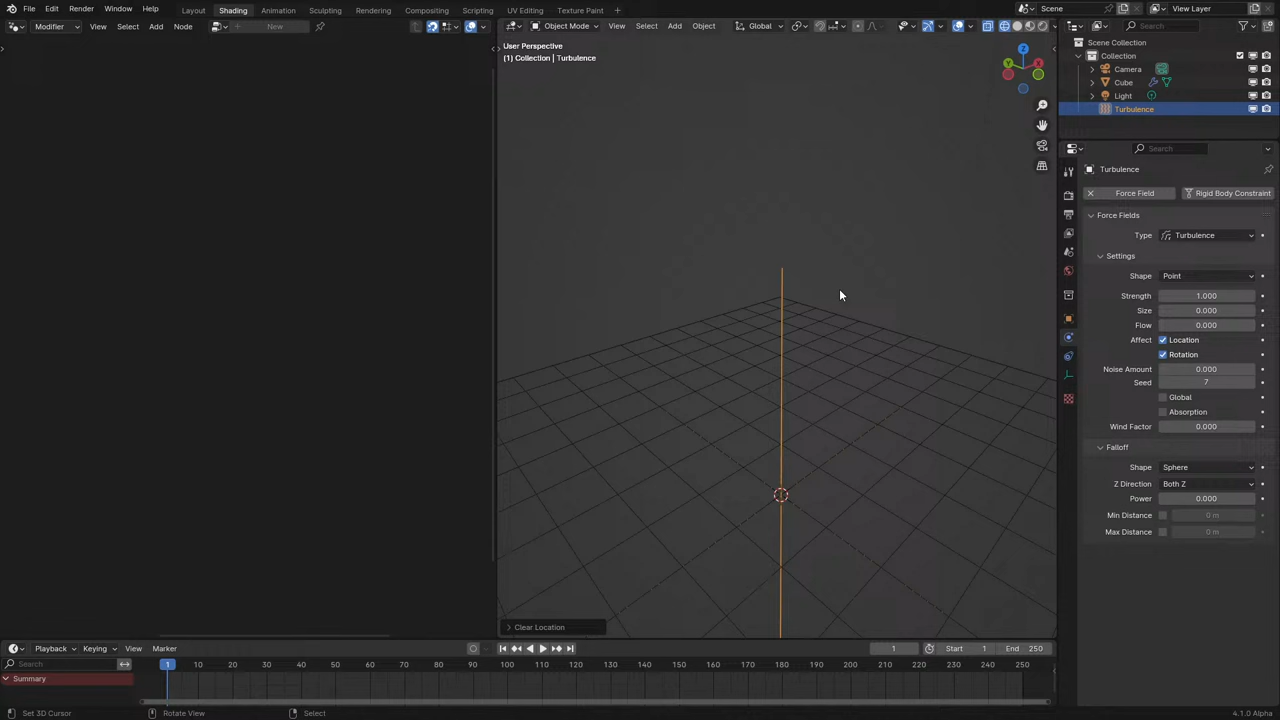 File Edit Render Window Help
Layout Shading Animation Sculpting Rendering Compositing Scripting UV Editing Texture Paint +
Scene
View Layer
Modifier View Select Add Node
New
Object Mode View Select Add Object Global
Search
User Perspective
(1) Collection | Turbulence
Z
Y
X
Scene Collection
Collection
Camera
Cube
Light
Turbulence
Search
Turbulence
Force Field
Rigid Body Constraint
Force Fields
Type Turbulence
Settings
Shape Point
Strength 1.000
Size 0.000
Flow 0.000
Affect Location
Rotation
Noise Amount 0.000
Seed 7
Global
Absorption
Wind Factor 0.000
Falloff
Shape Sphere
Z Direction Both Z
Power 0.000
Min Distance 0 m
Max Distance 0 m
Clear Location
Playback Keying View Marker
1
Start 1
End 250
Search
1 10 20 30 40 50 60 70 80 90 100 110 120 130 140 150 160 170 180 190 200 210 220 230 240 250
Summary
Set 3D Cursor
Rotate View
Select
4.1.0 Alpha